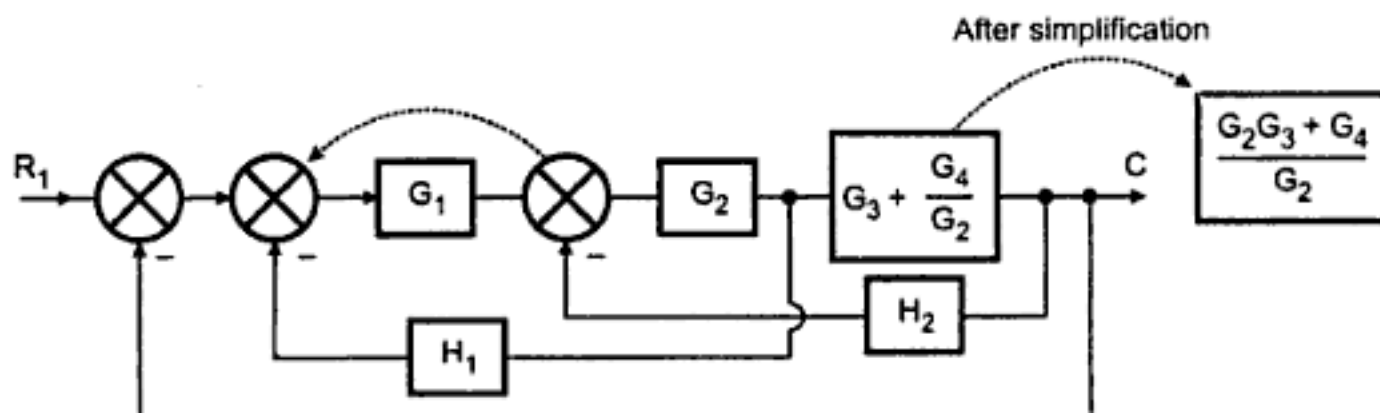 After simplification
R₁
G₁
G₂
G₃ + G₄/G₂
C
(G₂G₃ + G₄)/G₂
−
−
−
H₂
H₁